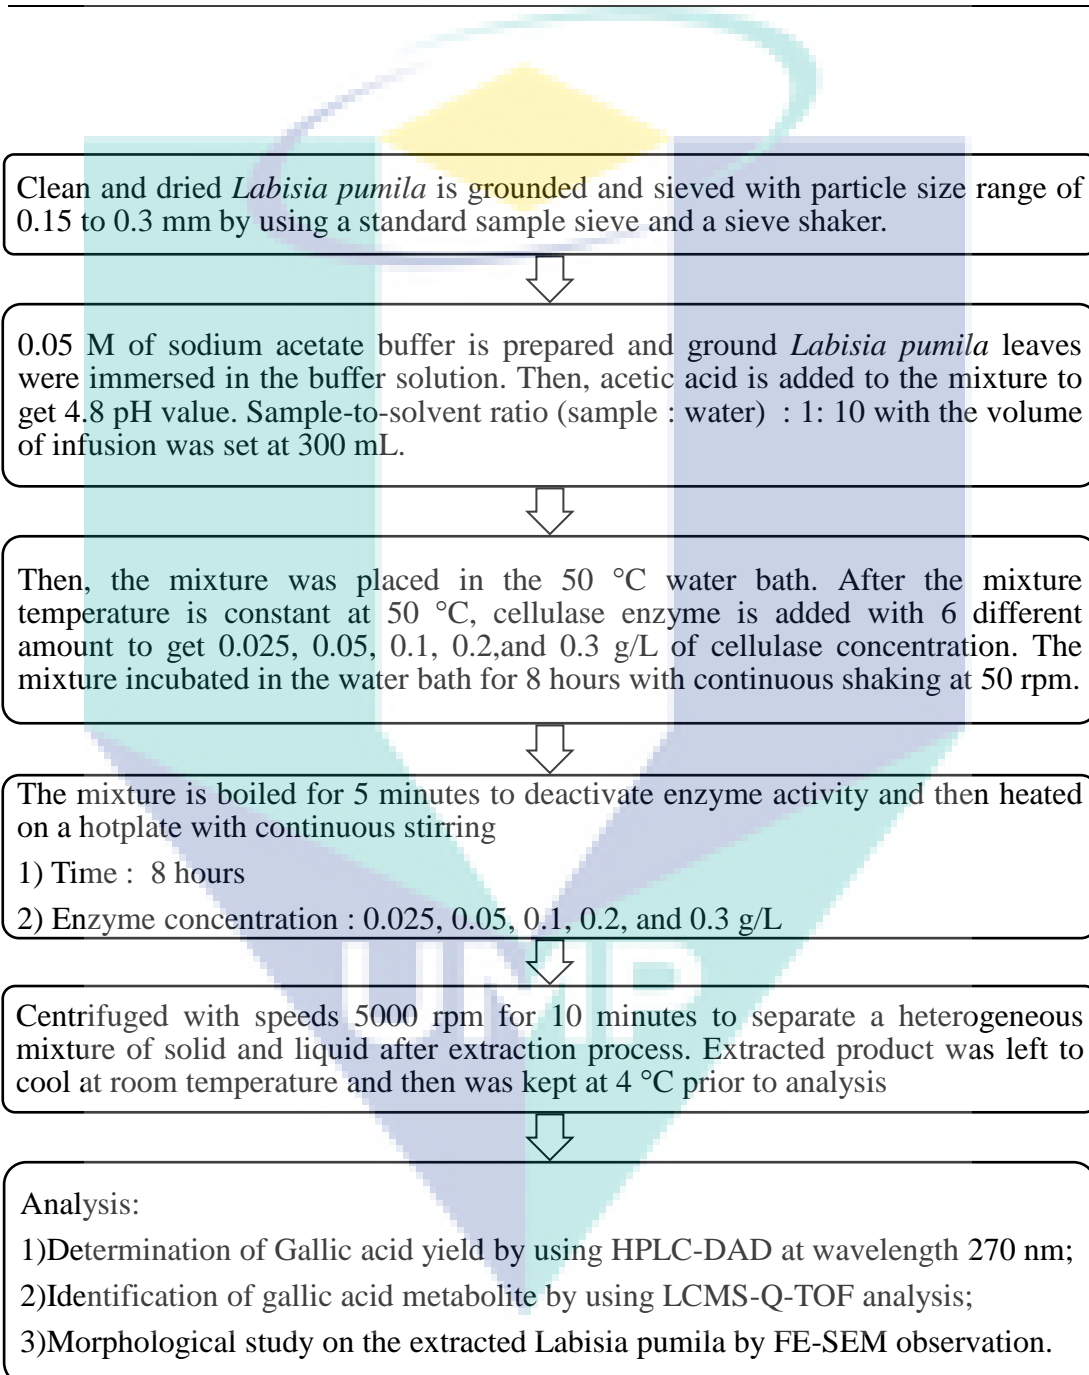 Clean and dried Labisia pumila is grounded and sieved with particle size range of
0.15 to 0.3 mm by using a standard sample sieve and a sieve shaker.
0.05 M of sodium acetate buffer is prepared and ground Labisia pumila leaves
were immersed in the buffer solution. Then, acetic acid is added to the mixture to
get 4.8 pH value. Sample-to-solvent ratio (sample : water) : 1: 10 with the volume
of infusion was set at 300 mL.
Then, the mixture was placed in the 50 °C water bath. After the mixture
temperature is constant at 50 °C, cellulase enzyme is added with 6 different
amount to get 0.025, 0.05, 0.1, 0.2,and 0.3 g/L of cellulase concentration. The
mixture incubated in the water bath for 8 hours with continuous shaking at 50 rpm.
The mixture is boiled for 5 minutes to deactivate enzyme activity and then heated
on a hotplate with continuous stirring
1) Time : 8 hours
2) Enzyme concentration : 0.025, 0.05, 0.1, 0.2, and 0.3 g/L
UMP
Centrifuged with speeds 5000 rpm for 10 minutes to separate a heterogeneous
mixture of solid and liquid after extraction process. Extracted product was left to
cool at room temperature and then was kept at 4 °C prior to analysis
Analysis:
1)Determination of Gallic acid yield by using HPLC-DAD at wavelength 270 nm;
2)Identification of gallic acid metabolite by using LCMS-Q-TOF analysis;
3)Morphological study on the extracted Labisia pumila by FE-SEM observation.